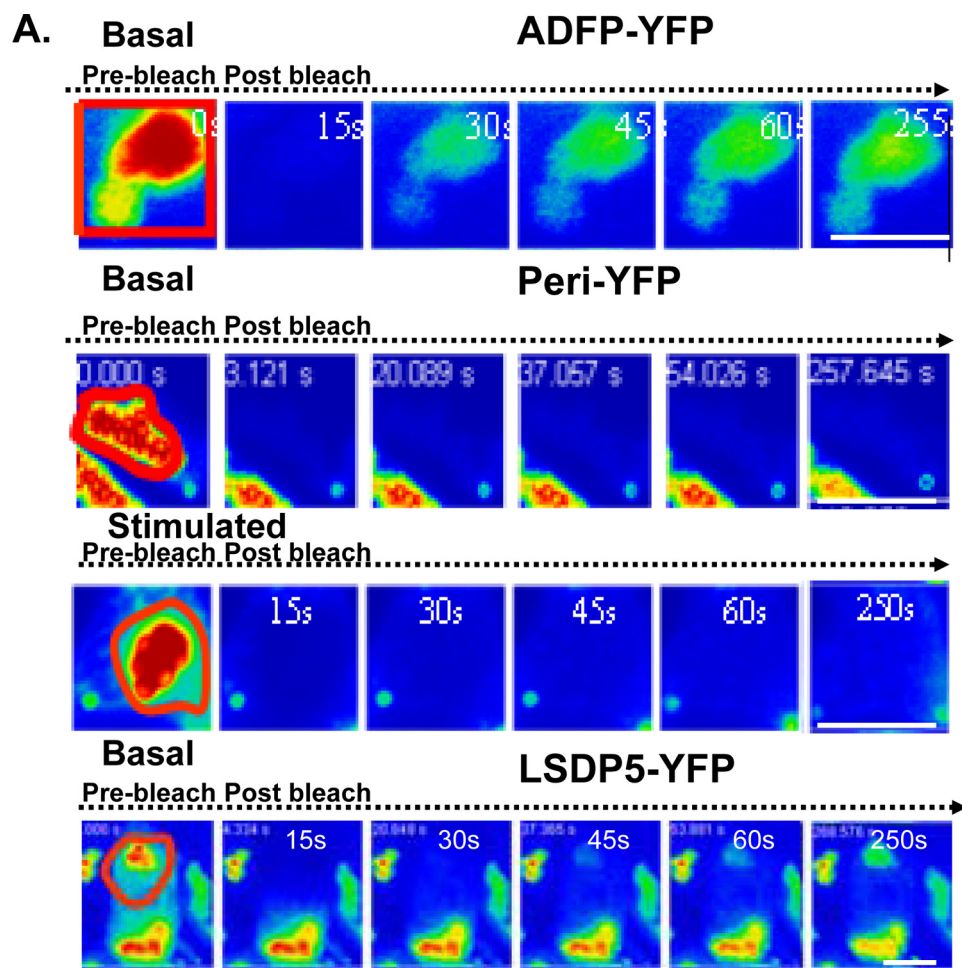 A.
Basal ADFP-YFP
Pre-bleach Post bleach
0s 15s 30s 45s 60s 255s
Basal Peri-YFP
Pre-bleach Post bleach
0.000 s 3.121 s 20.089 s 37.057 s 54.026 s 257.645 s
Stimulated
Pre-bleach Post bleach
15s 30s 45s 60s 250s
Basal LSDP5-YFP
Pre-bleach Post bleach
15s 30s 45s 60s 250s